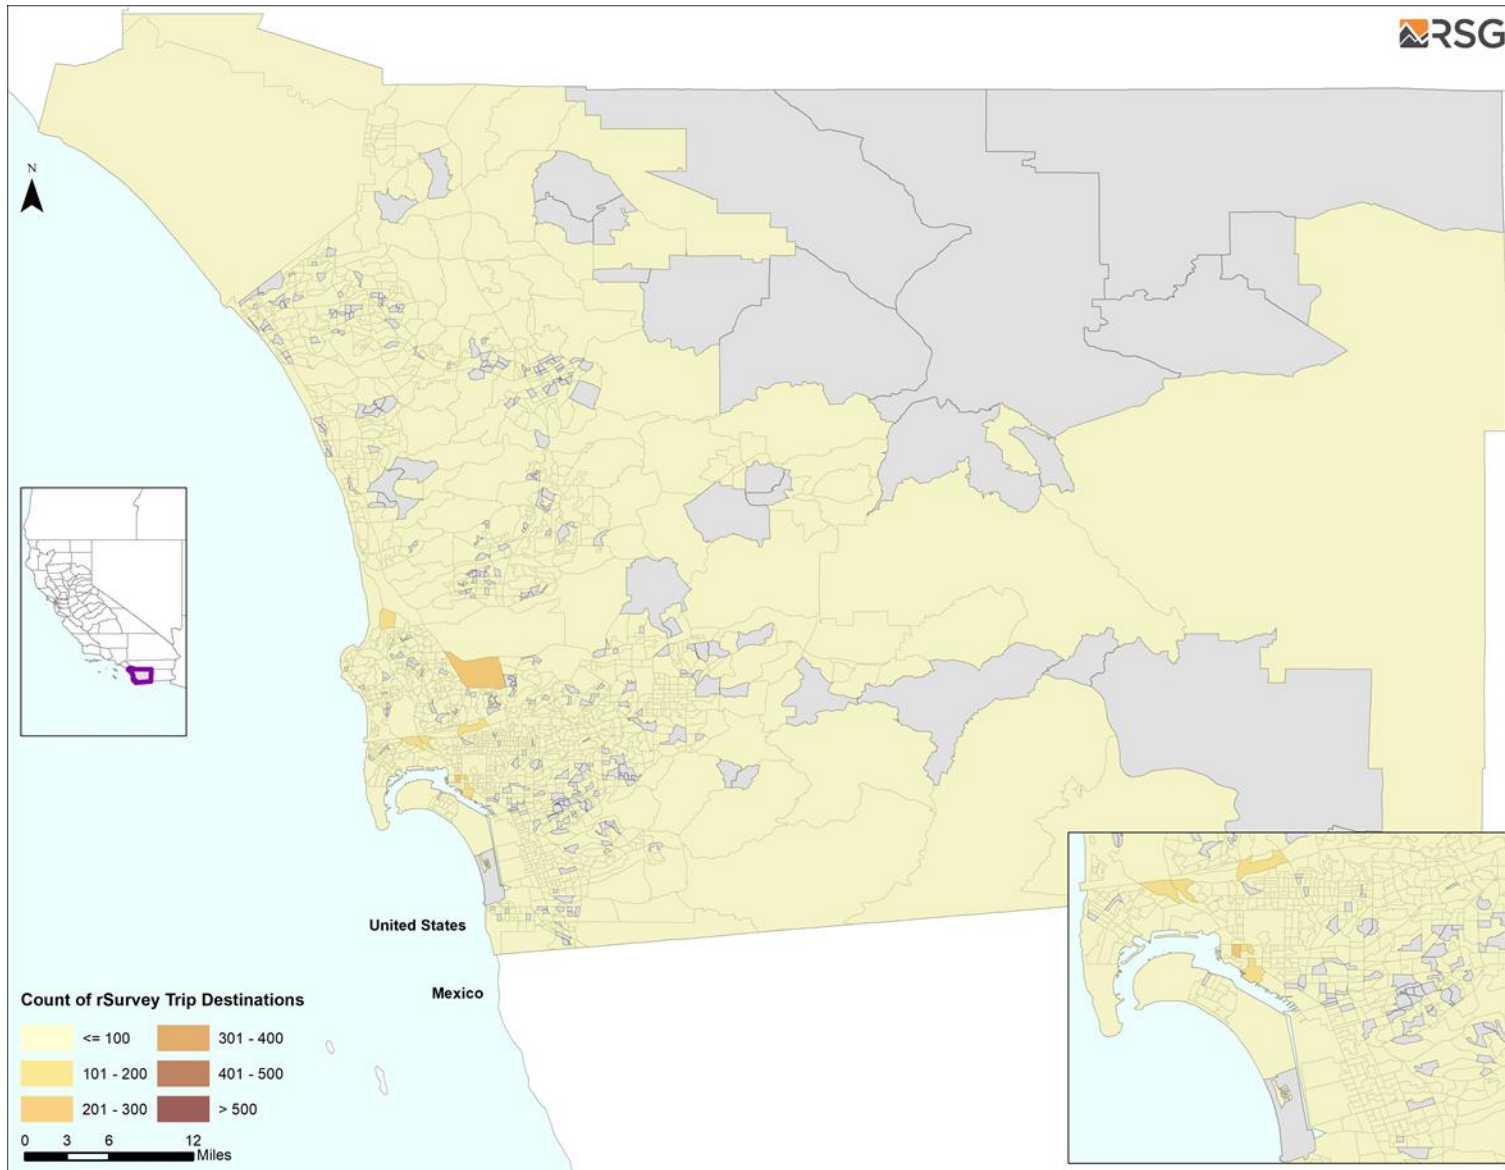 RSG
N
United States
Mexico
Count of rSurvey Trip Destinations
<= 100
301 - 400
101 - 200
401 - 500
201 - 300
> 500
0 3 6 12
Miles